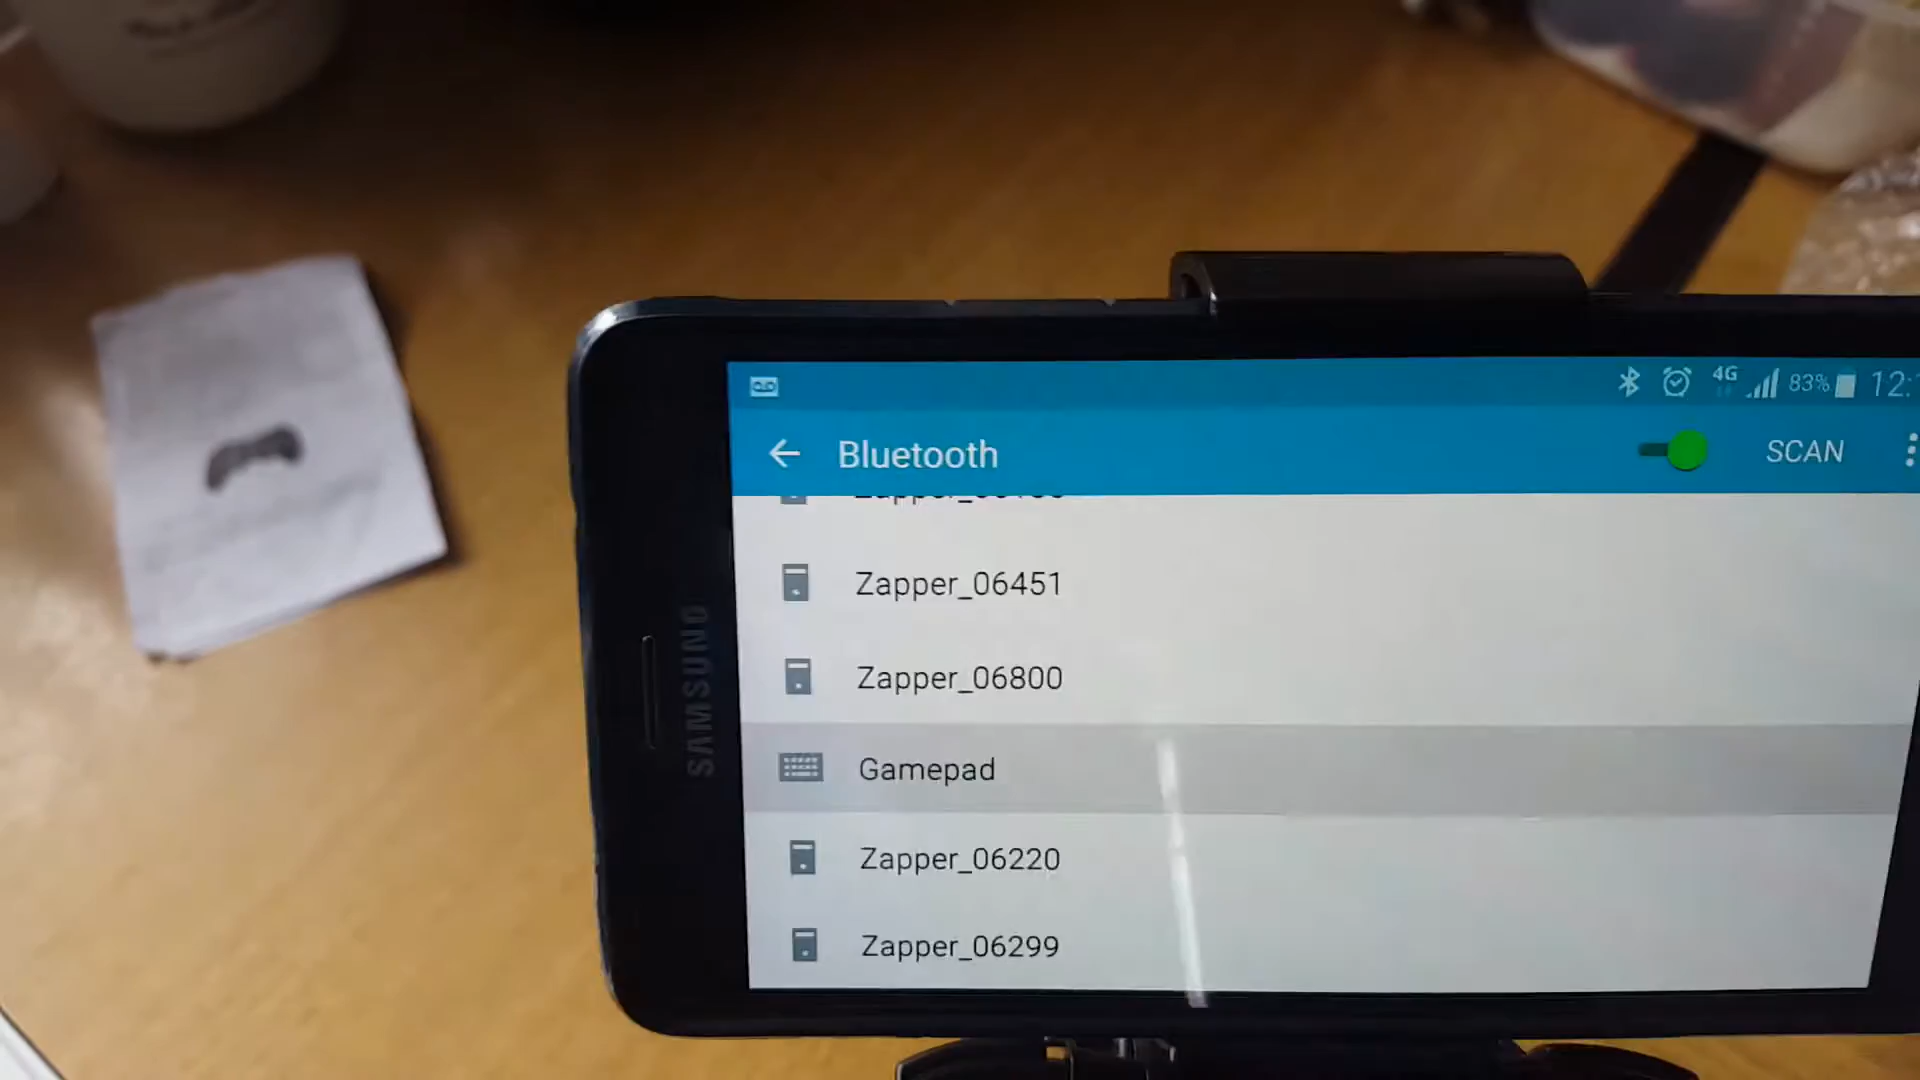 4G
83%
Bluetooth
SCAN
Zapper_06451
Zapper_06800
Gamepad
Zapper_06220
Zapper_06299
SAMSUNG